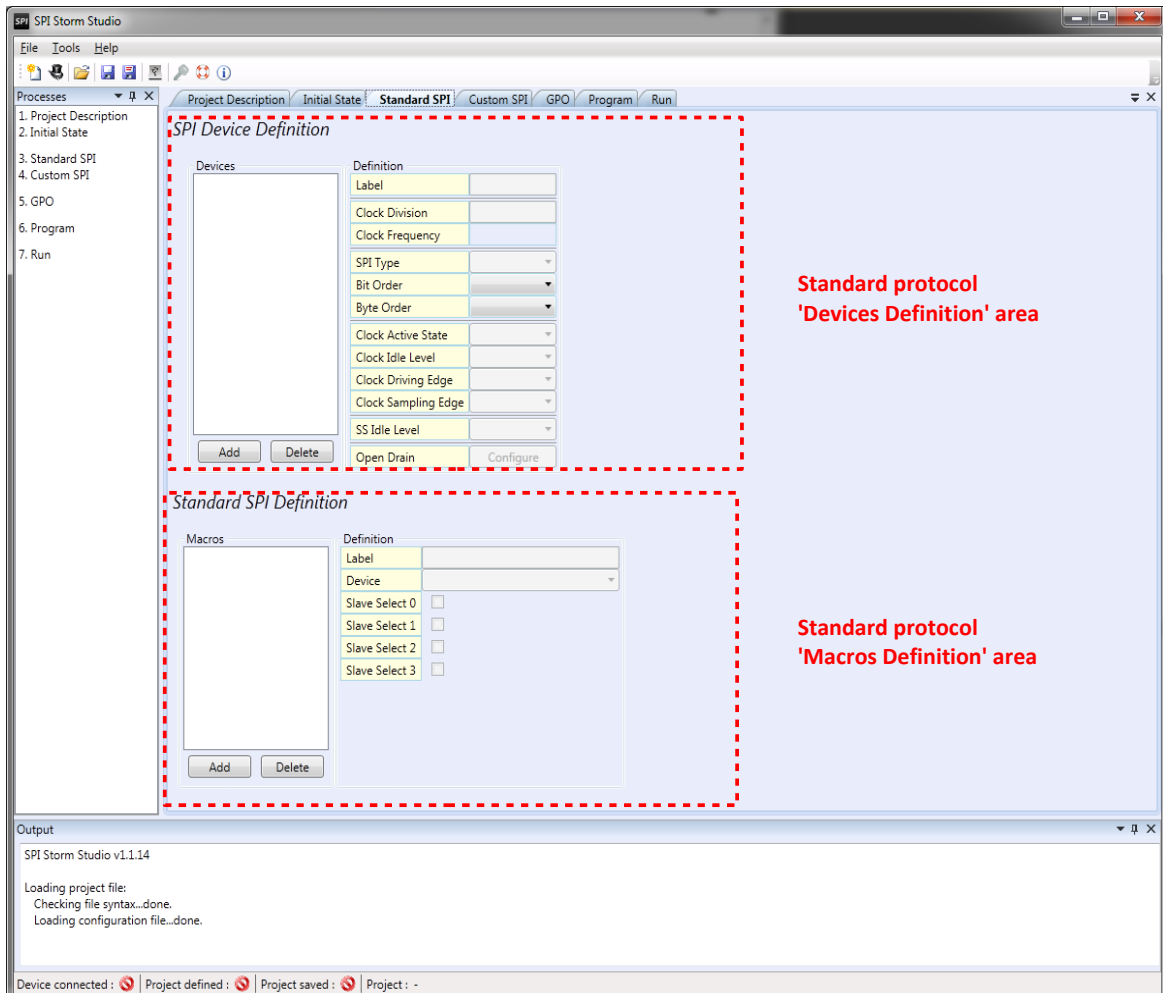 SPI SPI Storm Studio
File Tools Help
Processes
1. Project Description
2. Initial State
3. Standard SPI
4. Custom SPI
5. GPO
6. Program
7. Run
Project Description Initial State Standard SPI Custom SPI GPO Program Run
SPI Device Definition
Devices
Add Delete
Definition
Label
Clock Division
Clock Frequency
SPI Type
Bit Order
Byte Order
Clock Active State
Clock Idle Level
Clock Driving Edge
Clock Sampling Edge
SS Idle Level
Open Drain Configure
Standard protocol
'Devices Definition' area
Standard SPI Definition
Macros
Add Delete
Definition
Label
Device
Slave Select 0
Slave Select 1
Slave Select 2
Slave Select 3
Standard protocol
'Macros Definition' area
Output
SPI Storm Studio v1.1.14
Loading project file:
Checking file syntax...done.
Loading configuration file...done.
Device connected : Project defined : Project saved : Project : -